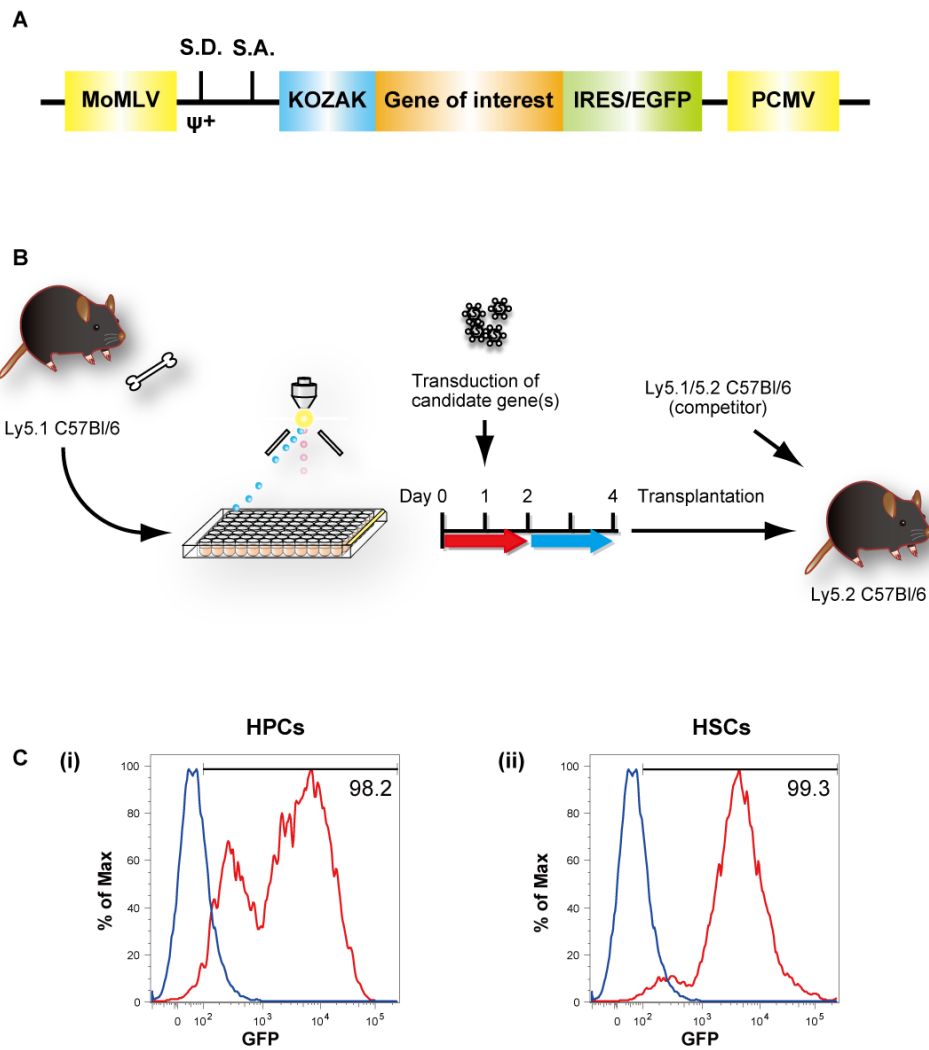 A
S.D. S.A.
MoMLV KOZAK Gene of interest IRES/EGFP PCMV
ψ+
B
Ly5.1 C57Bl/6
Transduction of
candidate gene(s)
Ly5.1/5.2 C57Bl/6
(competitor)
Day 0 1 2 4 Transplantation
Ly5.2 C57Bl/6
C
(i) HPCs
98.2
% of Max
100
80
60
40
20
0
0 10² 10³ 10⁴ 10⁵
GFP
(ii) HSCs
99.3
% of Max
100
80
60
40
20
0
0 10² 10³ 10⁴ 10⁵
GFP